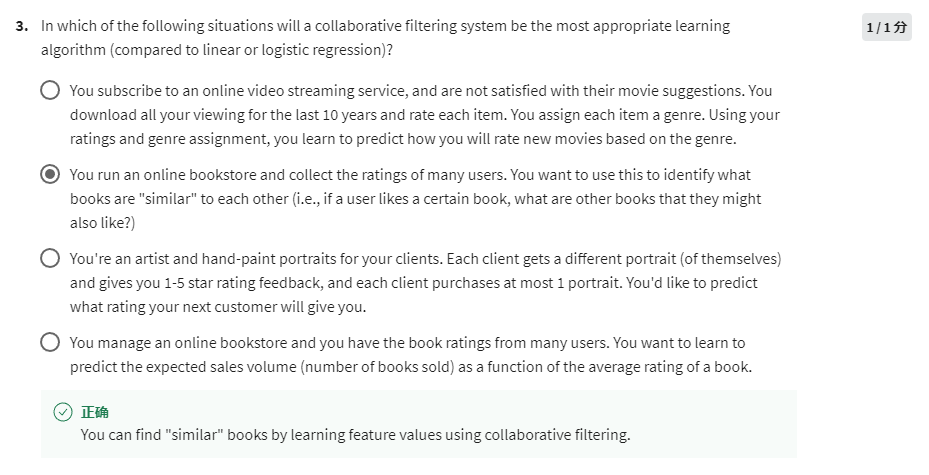 3. In which of the following situations will a collaborative filtering system be the most appropriate learning
1/1分
algorithm (compared to linear or logistic regression)?
You subscribe to an online video streaming service, and are not satisfied with their movie suggestions. You
download all your viewing for the last 10 years and rate each item. You assign each item a genre. Using your
ratings and genre assignment, you learn to predict how you will rate new movies based on the genre.
You run an online bookstore and collect the ratings of many users. You want to use this to identify what
books are "similar" to each other (i.e., if a user likes a certain book, what are other books that they might
also like?)
You're an artist and hand-paint portraits for your clients. Each client gets a different portrait (of themselves)
and gives you 1-5 star rating feedback, and each client purchases at most 1 portrait. You'd like to predict
what rating your next customer will give you.
You manage an online bookstore and you have the book ratings from many users. You want to learn to
predict the expected sales volume (number of books sold) as a function of the average rating of a book.
正确
You can find "similar" books by learning feature values using collaborative filtering.